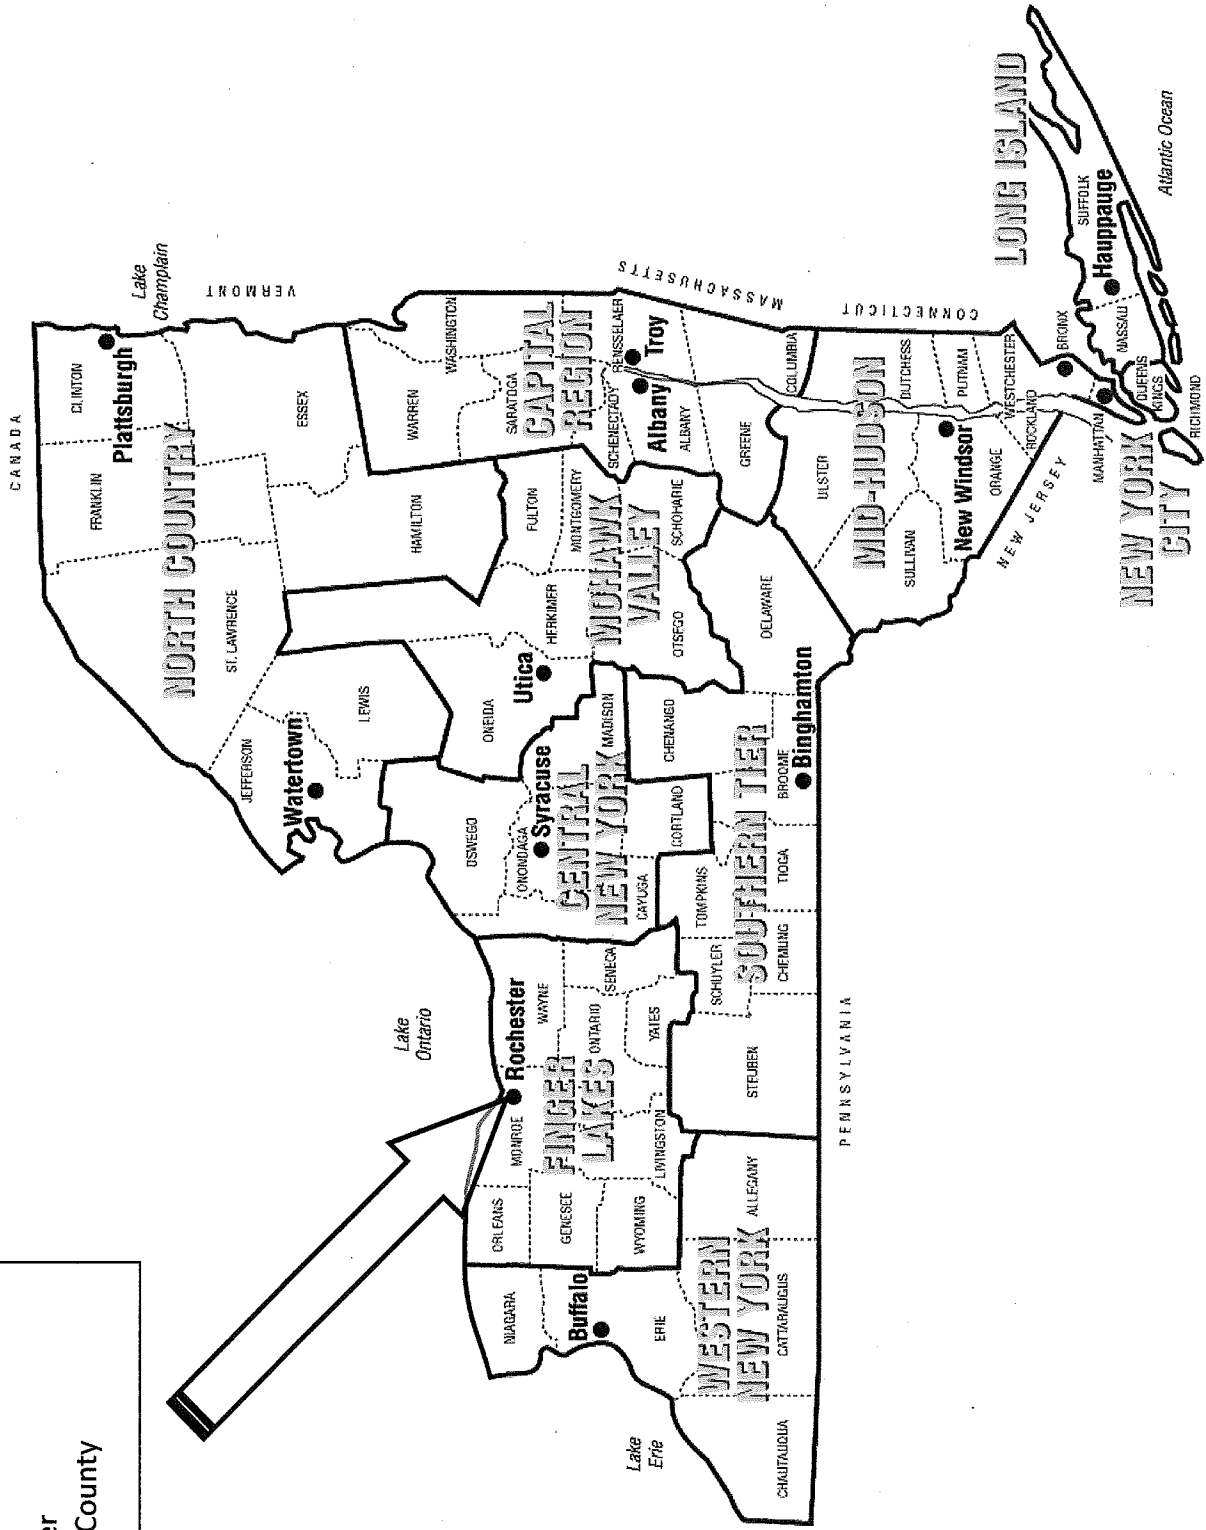 er
County
CANADA
Lake
Champlain
VERMONT
MASSACHUSETTS
CONNECTICUT
NEW JERSEY
PENNSYLVANIA
Atlantic Ocean
Lake
Ontario
Lake
Erie
NORTH COUNTRY
CLINTON
Plattsburgh
FRANKLIN
ST. LAWRENCE
ESSEX
HAMILTON
JEFFERSON
Watertown
LEWIS
CAPITAL
REGION
WARREN
WASHINGTON
SARATOGA
SCHENECTADY
RENSSELAER
Troy
Albany
ALBANY
GREENE
COLUMBIA
MOHAWK
VALLEY
FULTON
MONTGOMERY
HERKIMER
ONEIDA
Utica
OTSEGO
SCHOHARIE
CENTRAL
NEW YORK
OSWEGO
ONONDAGA
Syracuse
MADISON
CAYUGA
CORTLAND
FINGER
LAKES
Rochester
MONROE
WAYNE
ORLEANS
GENESEE
ONTARIO
SENECA
YATES
LIVINGSTON
WYOMING
WESTERN
NEW YORK
NIAGARA
Buffalo
ERIE
CHAUTAUQUA
CATTARAUGUS
ALLEGANY
SOUTHERN TIER
STEUBEN
SCHUYLER
CHEMUNG
TOMPKINS
TIOGA
BROOME
Binghamton
CHENANGO
DELAWARE
MID-HUDSON
SULLIVAN
ULSTER
DUTCHESS
ORANGE
New Windsor
PUTNAM
WESTCHESTER
ROCKLAND
NEW YORK
CITY
BRONX
MANHATTAN
QUEENS
KINGS
RICHMOND
LONG ISLAND
NASSAU
SUFFOLK
Hauppauge